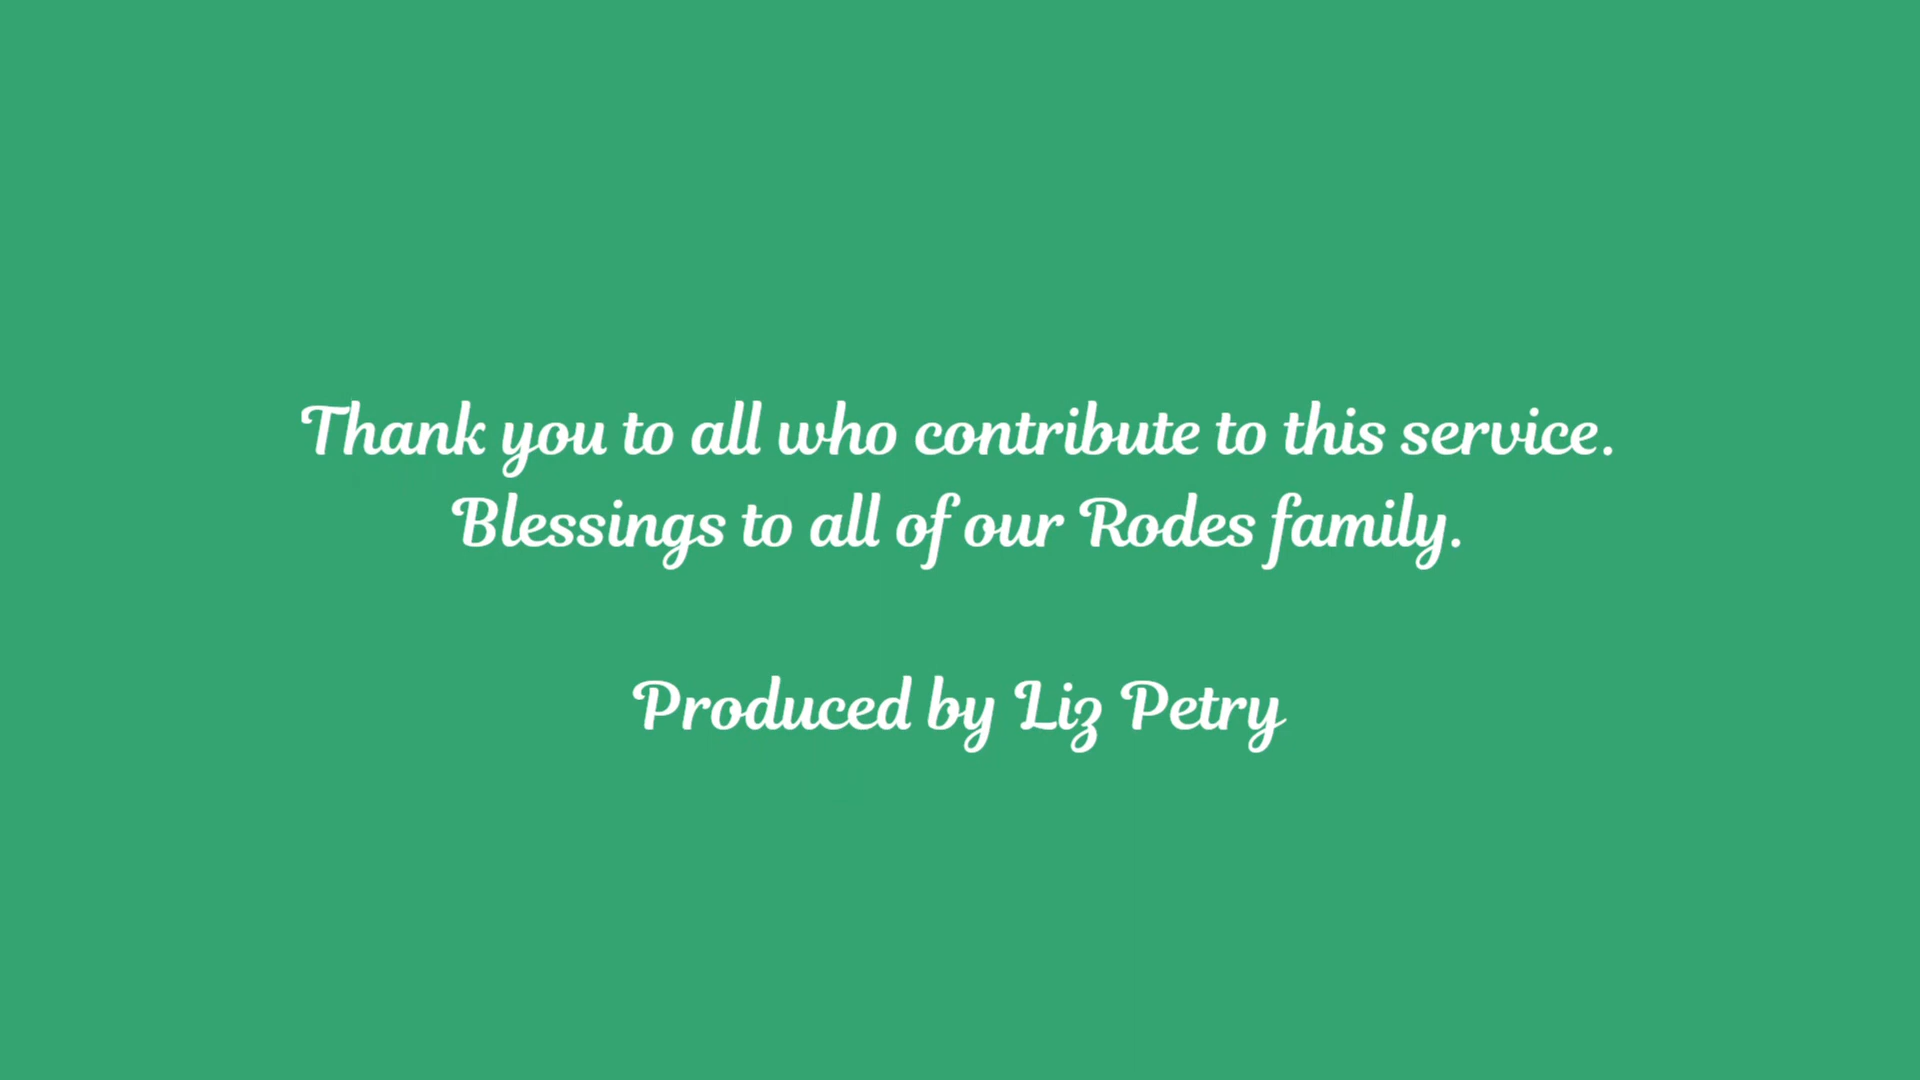 Thank you to all who contribute to this service.
Blessings to all of our Rodes family.
Produced by Liz Petry